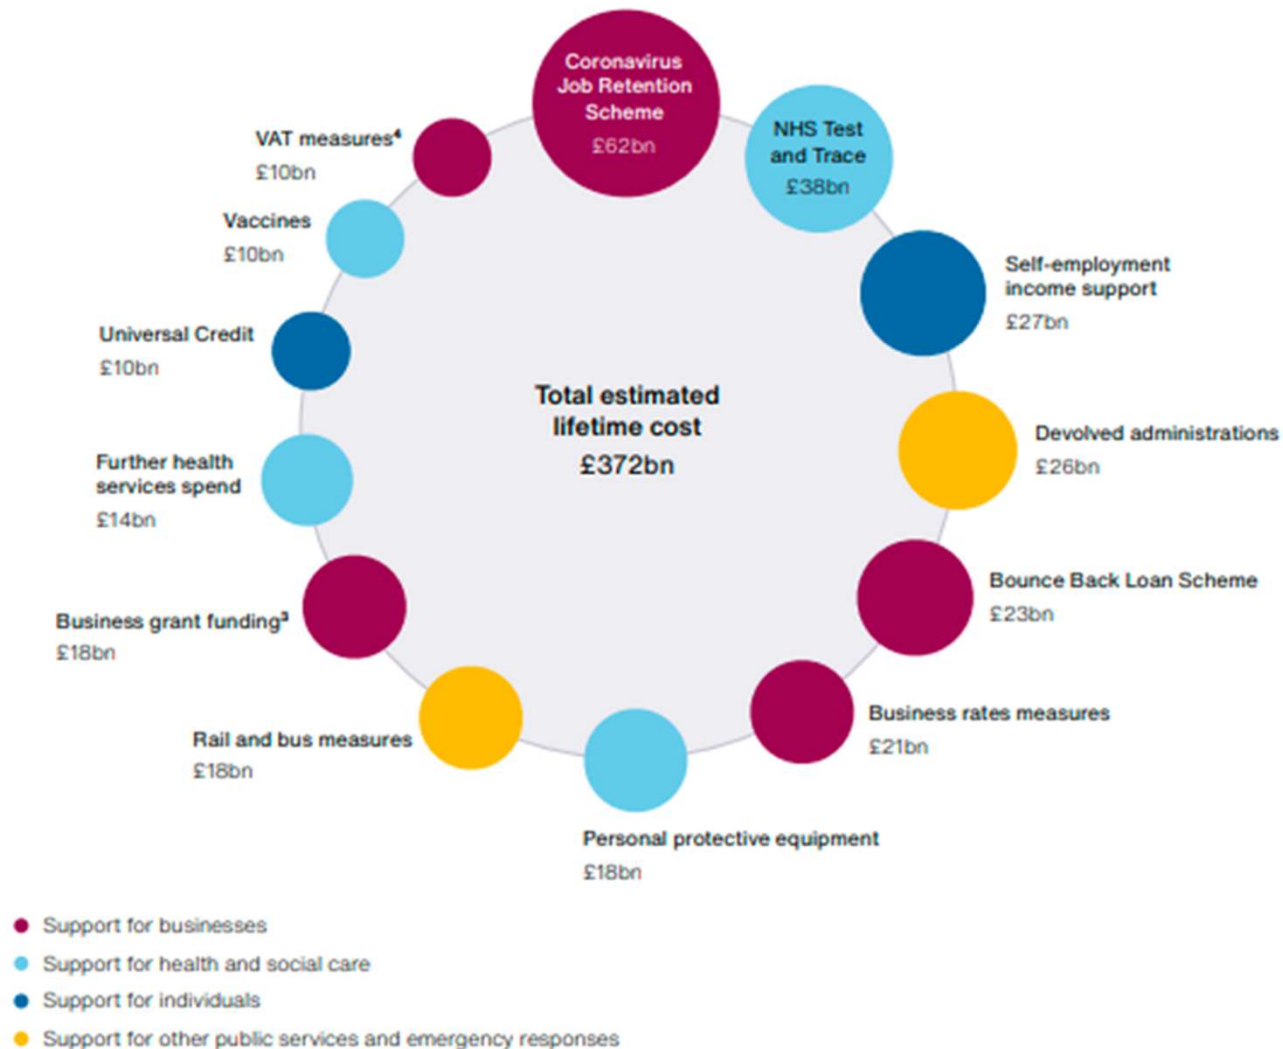 Coronavirus
Job Retention
Scheme
£62bn
NHS Test
and Trace
£38bn
Self-employment
income support
£27bn
Devolved administrations
£26bn
Bounce Back Loan Scheme
£23bn
Business rates measures
£21bn
Personal protective equipment
£18bn
Rail and bus measures
£18bn
Business grant funding³
£18bn
Further health
services spend
£14bn
Universal Credit
£10bn
Vaccines
£10bn
VAT measures⁴
£10bn
Total estimated
lifetime cost
£372bn
Support for businesses
Support for health and social care
Support for individuals
Support for other public services and emergency responses